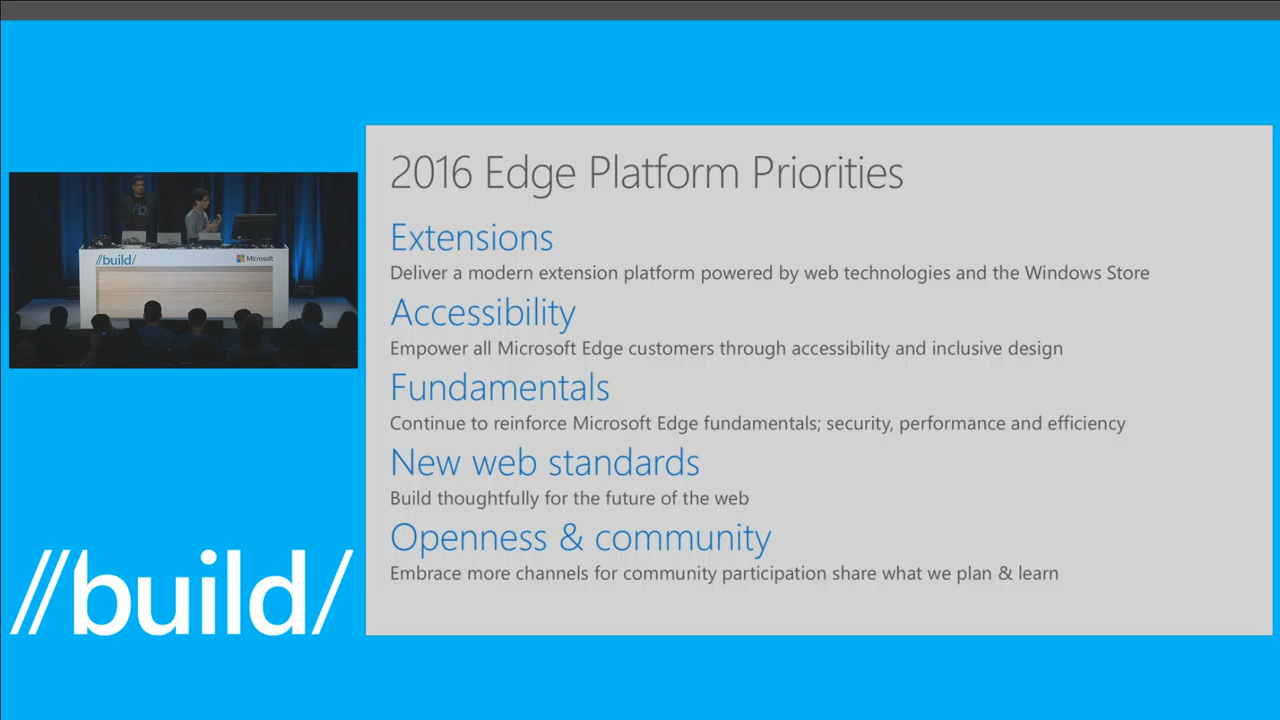 2016 Edge Platform Priorities
Extensions
Deliver a modern extension platform powered by web technologies and the Windows Store
Accessibility
Empower all Microsoft Edge customers through accessibility and inclusive design
Fundamentals
Continue to reinforce Microsoft Edge fundamentals; security, performance and efficiency
New web standards
Build thoughtfully for the future of the web
Openness & community
Embrace more channels for community participation share what we plan & learn
//build/
Microsoft
//build/